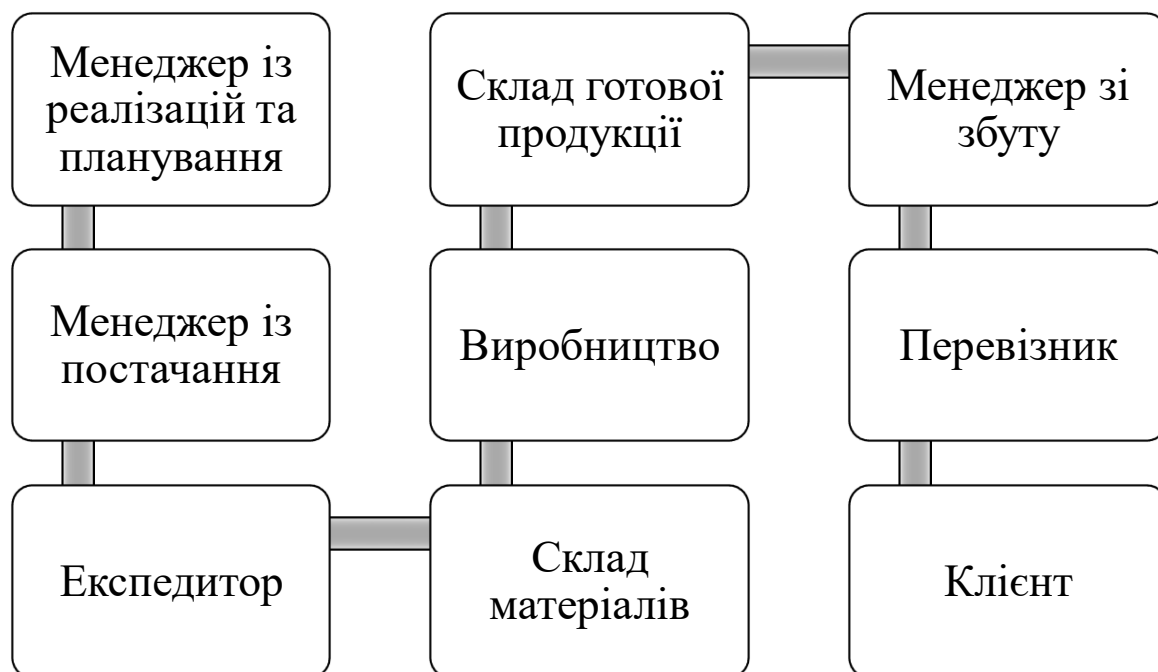 Менеджер із
реалізацій та
планування
Менеджер із
постачання
Експедитор
Склад
матеріалів
Виробництво
Склад готової
продукції
Менеджер зі
збуту
Перевізник
Клієнт